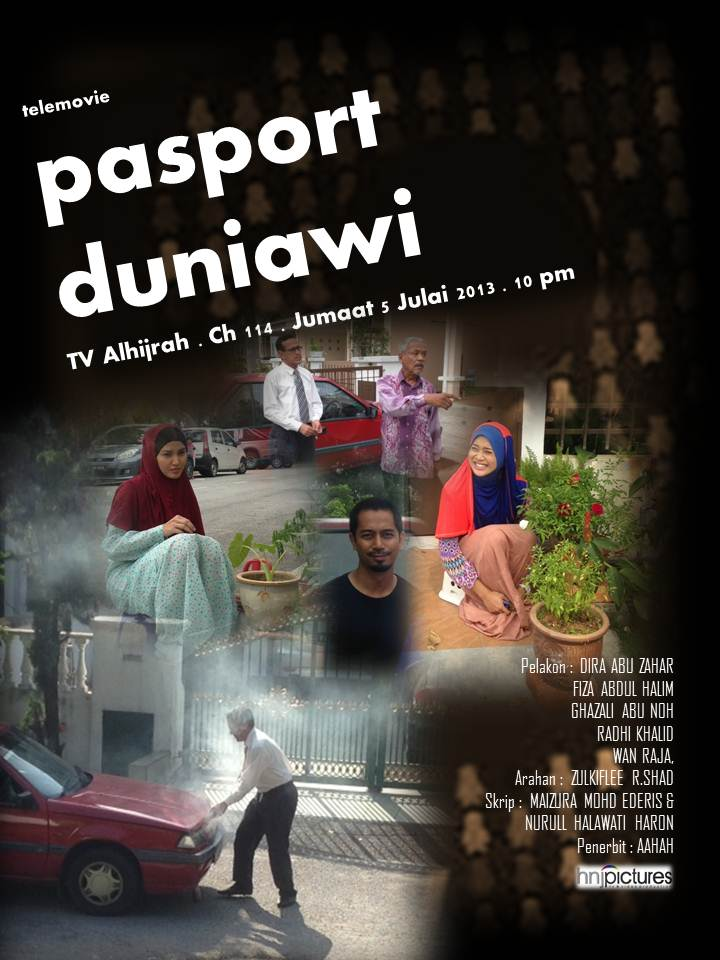 telemovie
pasport
duniawi
TV Alhijrah . Ch 114 . Jumaat 5 Julai 2013 . 10 pm
Pelakon : DIRA ABU ZAHAR
FIZA ABDUL HALIM
GHAZALI ABU NOH
RADHI KHALID
WAN RAJA,
Arahan : ZULKIFLEE R.SHAD
Skrip : MAIZURA MOHD EDERIS &
NURULL HALAWATI HARON
Penerbit : AAHAH
hnjpictures